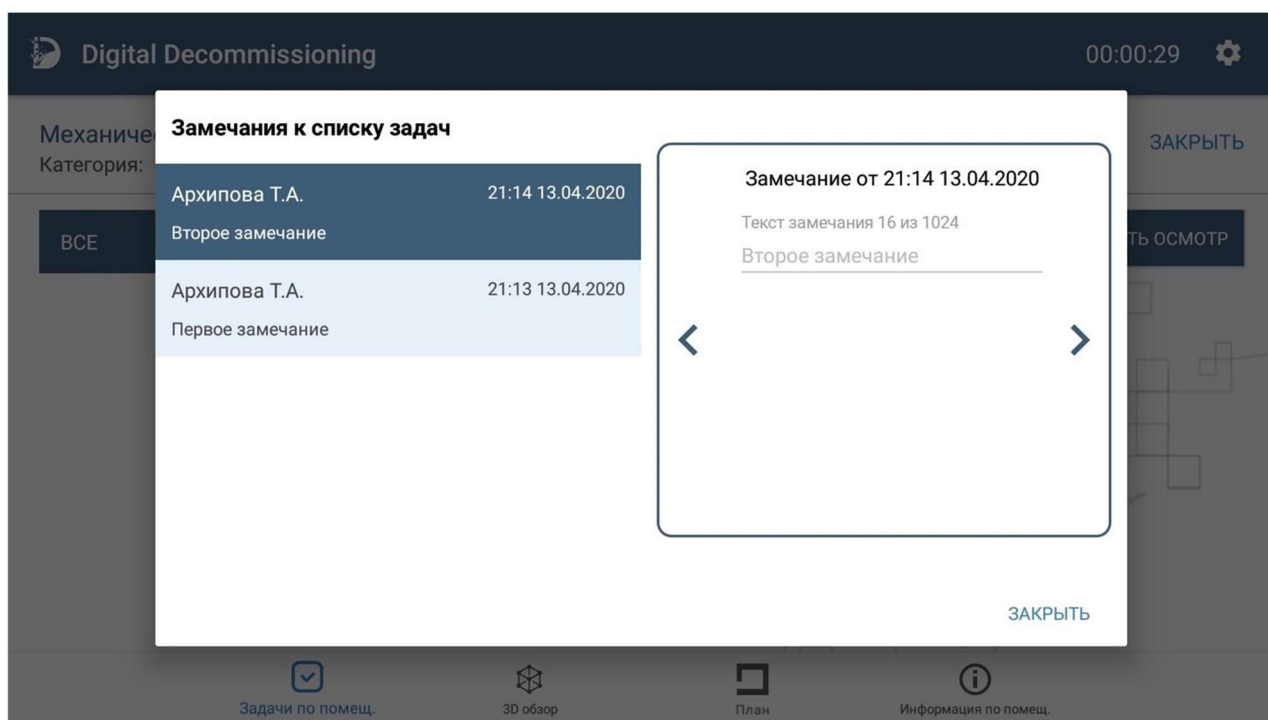 Digital Decommissioning
00:00:29
Механиче
Категория:
ЗАКРЫТЬ
ВСЕ
ТЬ ОСМОТР
Замечания к списку задач
Архипова Т.А. 21:14 13.04.2020
Второе замечание
Архипова Т.А. 21:13 13.04.2020
Первое замечание
Замечание от 21:14 13.04.2020
Текст замечания 16 из 1024
Второе замечание
ЗАКРЫТЬ
Задачи по помещ.
3D обзор
План
Информация по помещ.